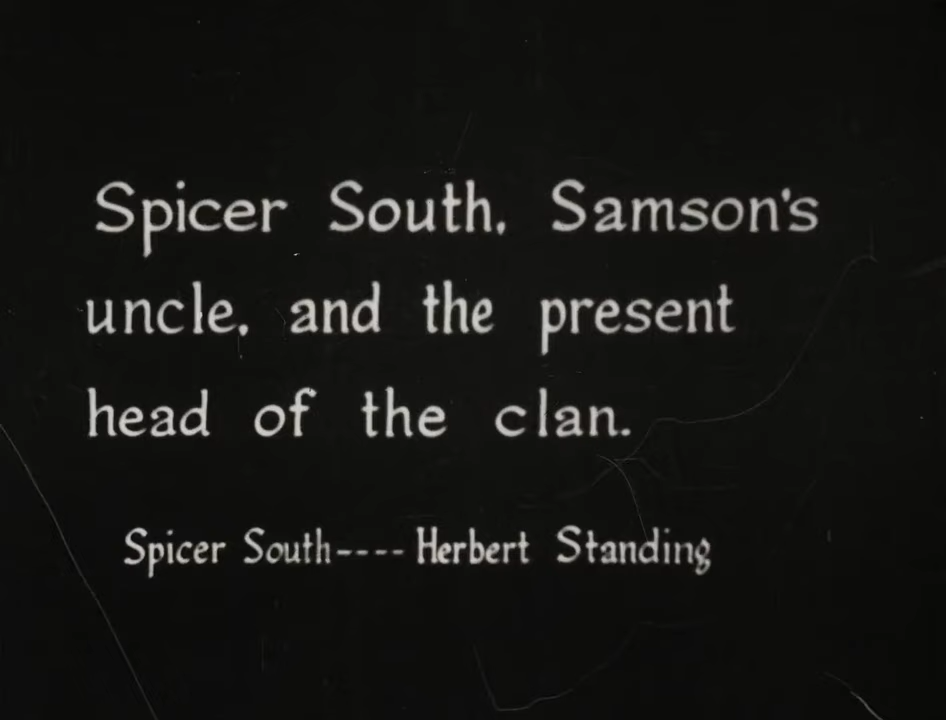 Spicer South, Samson's
uncle, and the present
head of the clan.
Spicer South---- Herbert Standing